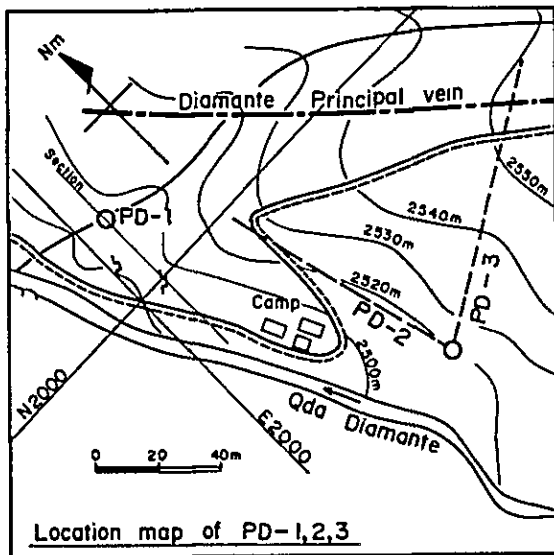 Nm
Diamante Principal vein
Section
PD-1
2550m
2540m
2530m
2520m
PD-3
PD-2
Camp
2500m
Qda Diamante
N2000
E2000
0 20 40m
Location map of PD-1,2,3